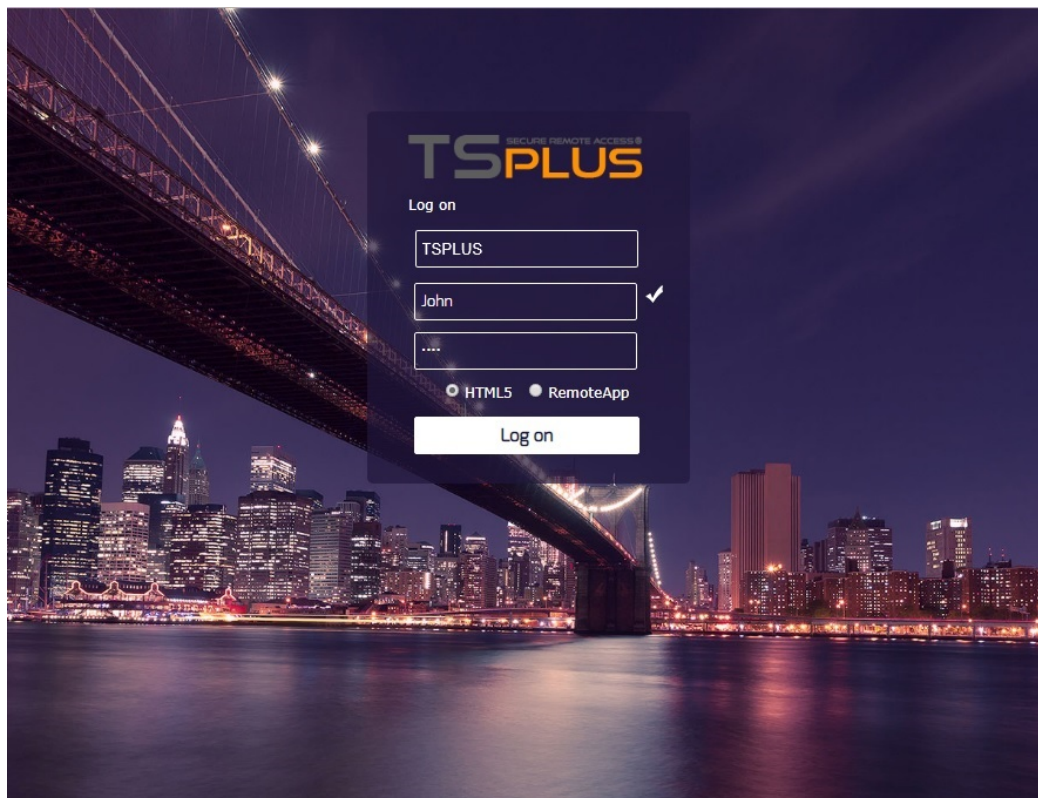 SECURE REMOTE ACCESS®
TSPLUS
Log on
TSPLUS
John
····
HTML5 RemoteApp
Log on